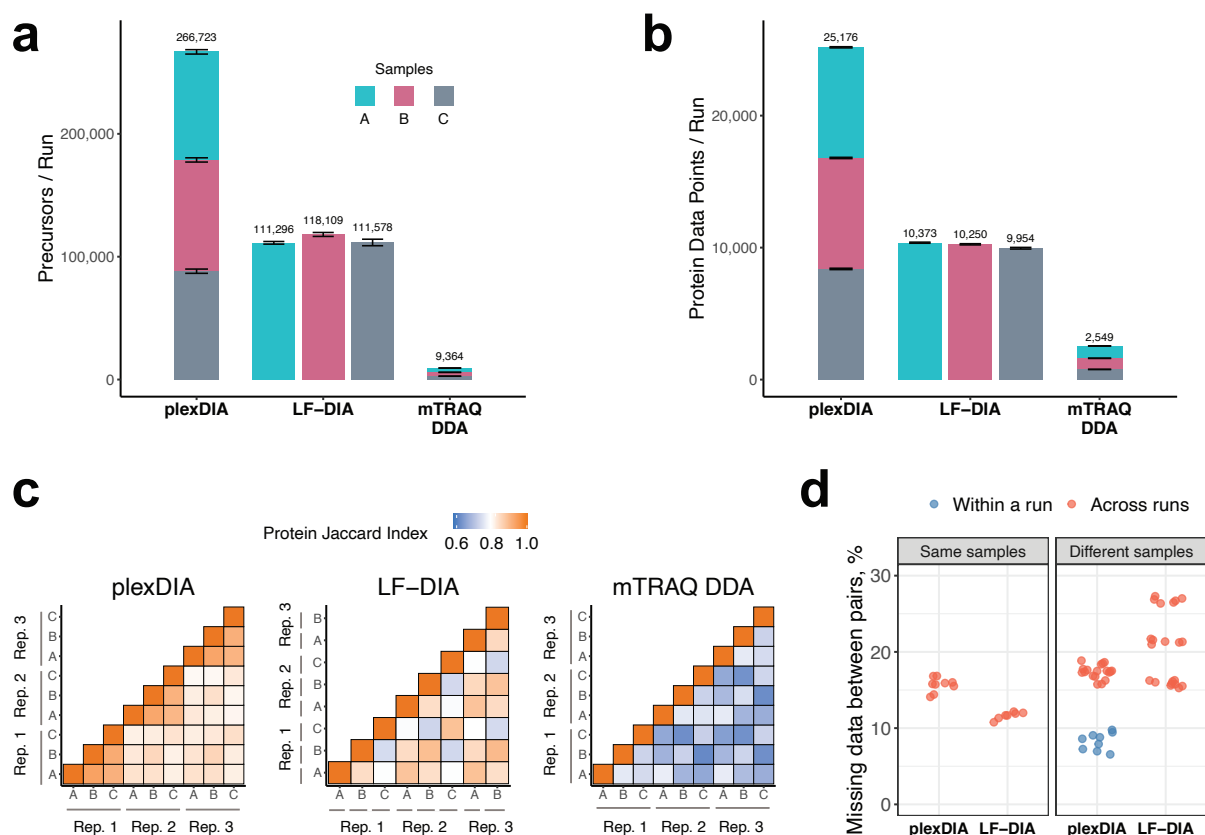 a
Precursors / Run
200,000
100,000
0
266,723
111,296
118,109
111,578
9,364
Samples
A B C
plexDIA LF-DIA mTRAQ
DDA
b
Protein Data Points / Run
20,000
10,000
0
25,176
10,373
10,250
9,954
2,549
plexDIA LF-DIA mTRAQ
DDA
c
Protein Jaccard Index
0.6 0.8 1.0
plexDIA
Rep. 3
Rep. 2
Rep. 1
C
B
A
C
B
A
C
B
A
A B C A B C A B C
Rep. 1 Rep. 2 Rep. 3
LF-DIA
Rep. 3
Rep. 2
Rep. 1
B
A
C
B
A
C
B
A
A B C A B C A B
Rep. 1 Rep. 2 Rep. 3
mTRAQ DDA
Rep. 3
Rep. 2
Rep. 1
C
B
A
C
B
A
C
B
A
A B C A B C A B C
Rep. 1 Rep. 2 Rep. 3
d
Within a run Across runs
Same samples Different samples
Missing data between pairs, %
30
20
10
0
plexDIA LF-DIA plexDIA LF-DIA